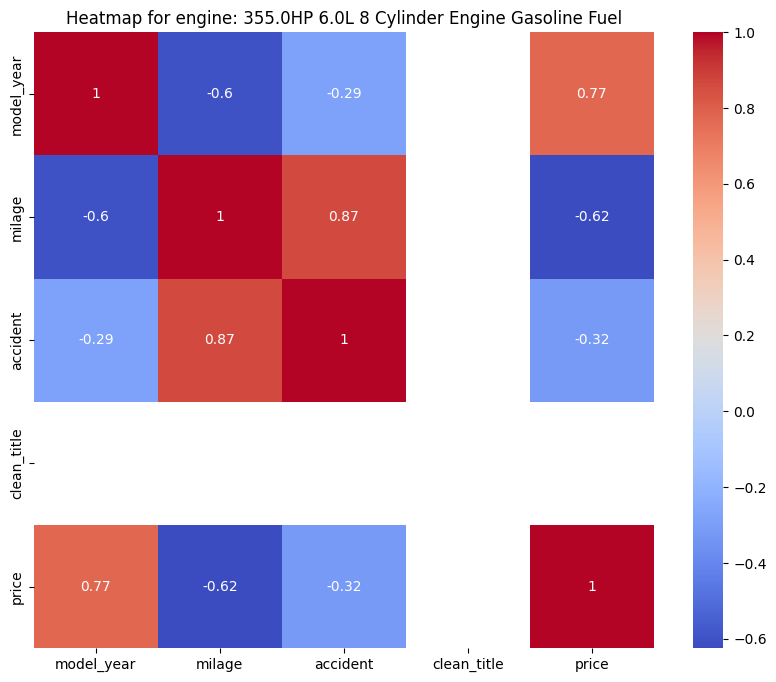 Heatmap for engine: 355.0HP 6.0L 8 Cylinder Engine Gasoline Fuel
model_year
1
-0.6
-0.29
0.77
milage
-0.6
1
0.87
-0.62
accident
-0.29
0.87
1
-0.32
clean_title
price
0.77
-0.62
-0.32
1
model_year
milage
accident
clean_title
price
1.0
0.8
0.6
0.4
0.2
0.0
−0.2
−0.4
−0.6